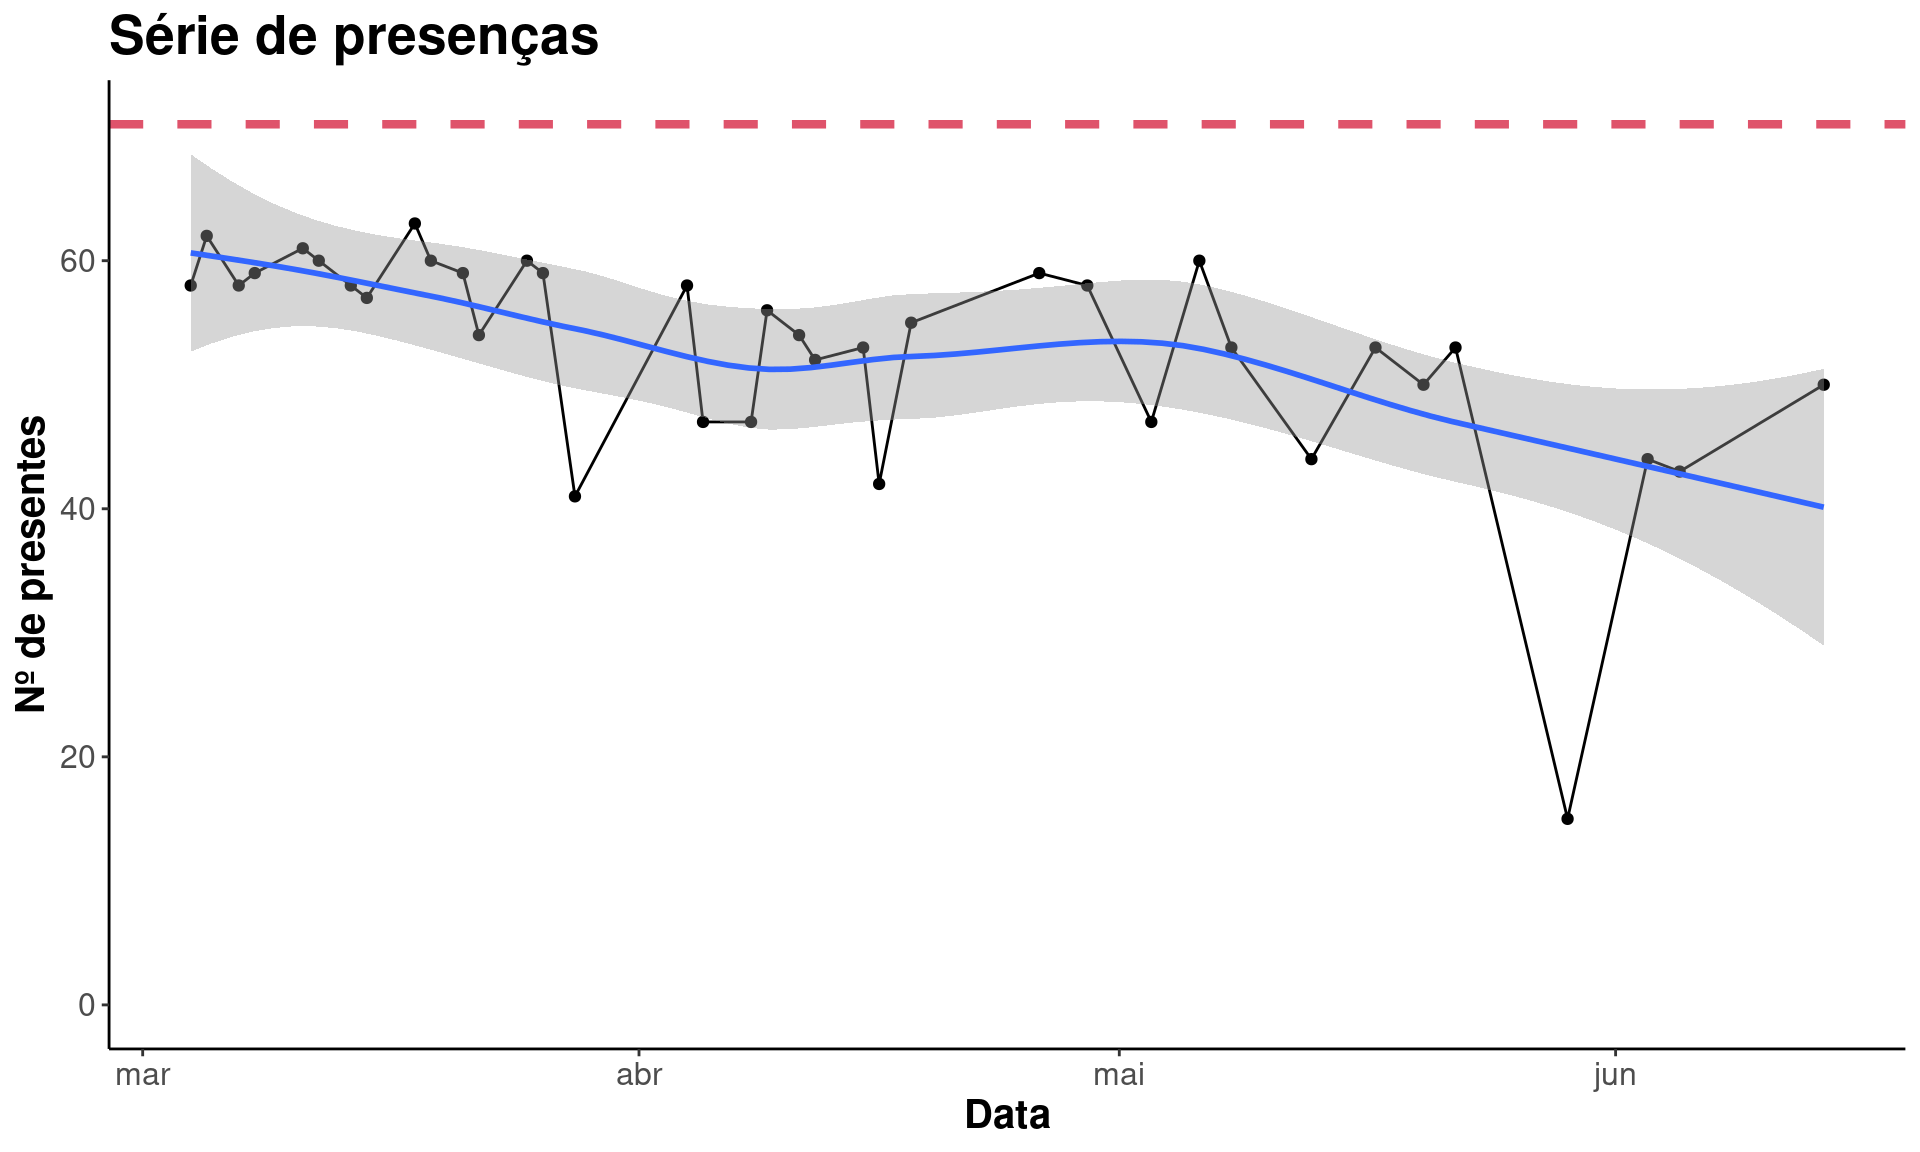 Série de presenças
Nº de presentes
60
40
20
0
mar abr mai jun
Data